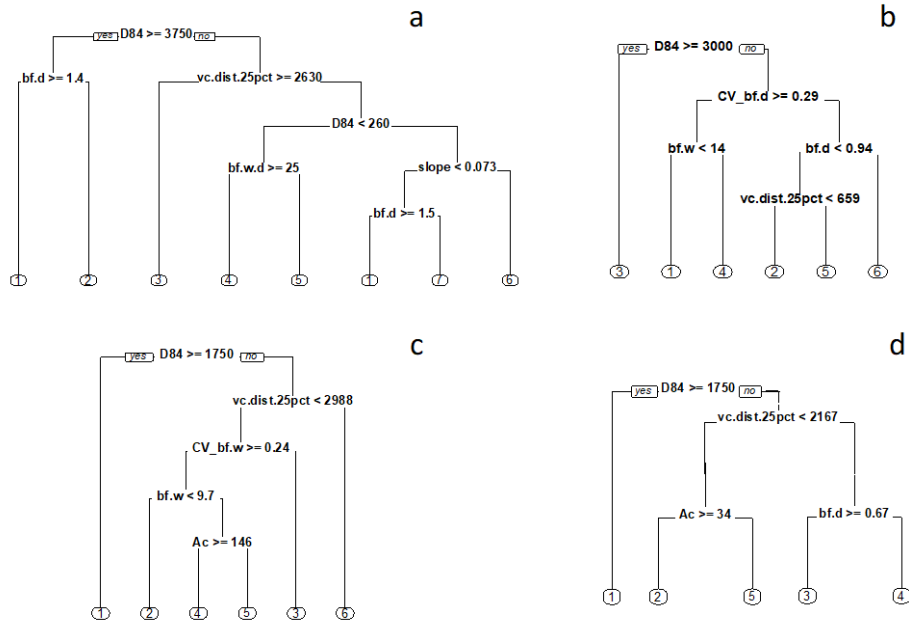 a
yes D84 >= 3750 no
bf.d >= 1.4 vc.dist.25pct >= 2630
D84 < 260
bf.w.d >= 25 slope < 0.073
bf.d >= 1.5
1 2 3 4 5 1 7 6
b
yes D84 >= 3000 no
CV_bf.d >= 0.29
bf.w < 14 bf.d < 0.94
vc.dist.25pct < 659
3 1 4 2 5 6
c
yes D84 >= 1750 no
vc.dist.25pct < 2988
CV_bf.w >= 0.24
bf.w < 9.7
Ac >= 146
1 2 4 5 3 6
d
yes D84 >= 1750 no
vc.dist.25pct < 2167
Ac >= 34 bf.d >= 0.67
1 2 5 3 4